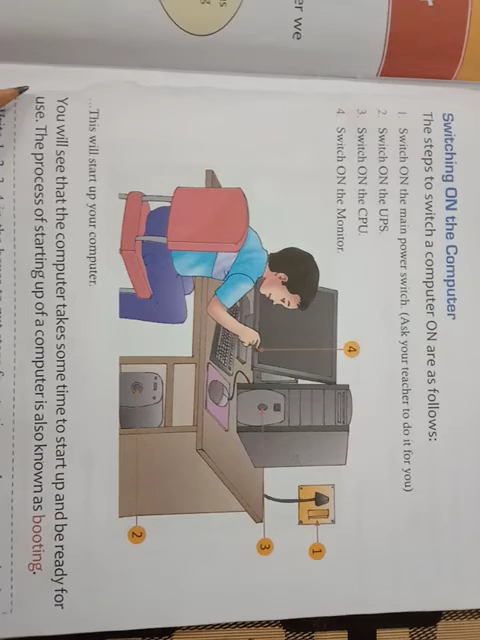 er we
Switching ON the Computer
The steps to switch a computer ON are as follows:
1. Switch ON the main power switch. (Ask your teacher to do it for you)
2. Switch ON the UPS.
3. Switch ON the CPU.
4 Switch ON the Monitor.
4
1
3
2
...This will start up your computer.
You will see that the computer takes some time to start up and be ready for
use. The process of starting up of a computer is also known as booting.